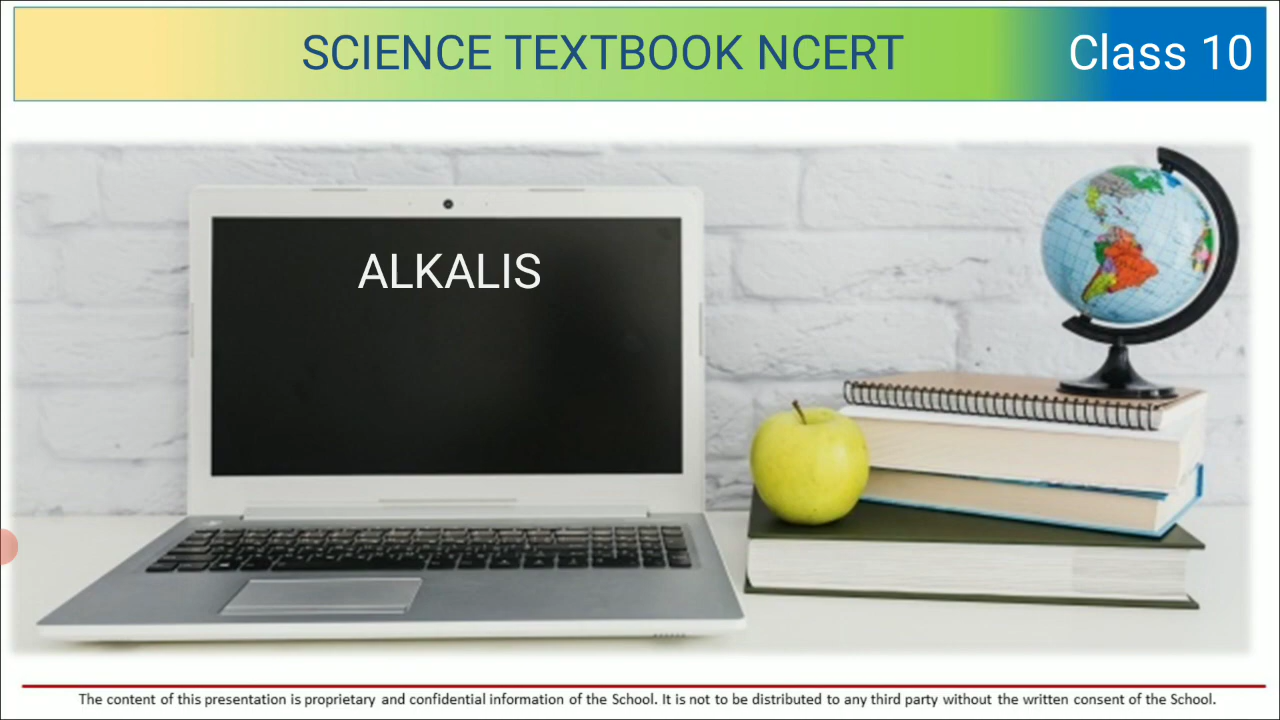 SCIENCE TEXTBOOK NCERT Class 10
ALKALIS
The content of this presentation is proprietary and confidential information of the School. It is not to be distributed to any third party without the written consent of the School.